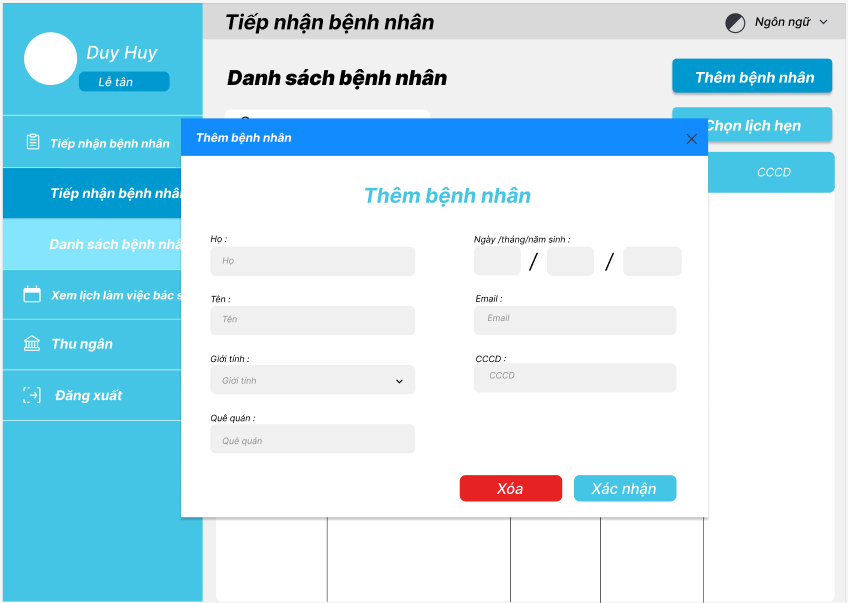 Duy Huy
Lễ tân
Tiếp nhận bệnh nhân
Tiếp nhận bệnh
Danh sách bệnh
Xem lịch làm việc bác
Thu ngân
Đăng xuất
Tiếp nhận bệnh nhân
Ngôn ngữ
Danh sách bệnh nhân
Thêm bệnh nhân
Chọn lịch hẹn
CCCD
Thêm bệnh nhân
Thêm bệnh nhân
Họ :
Họ
Tên :
Tên
Giới tính :
Giới tính
Quê quán :
Quê quán
Ngày /tháng/năm sinh :
/ /
Email :
Email
CCCD :
CCCD
Xóa
Xác nhận